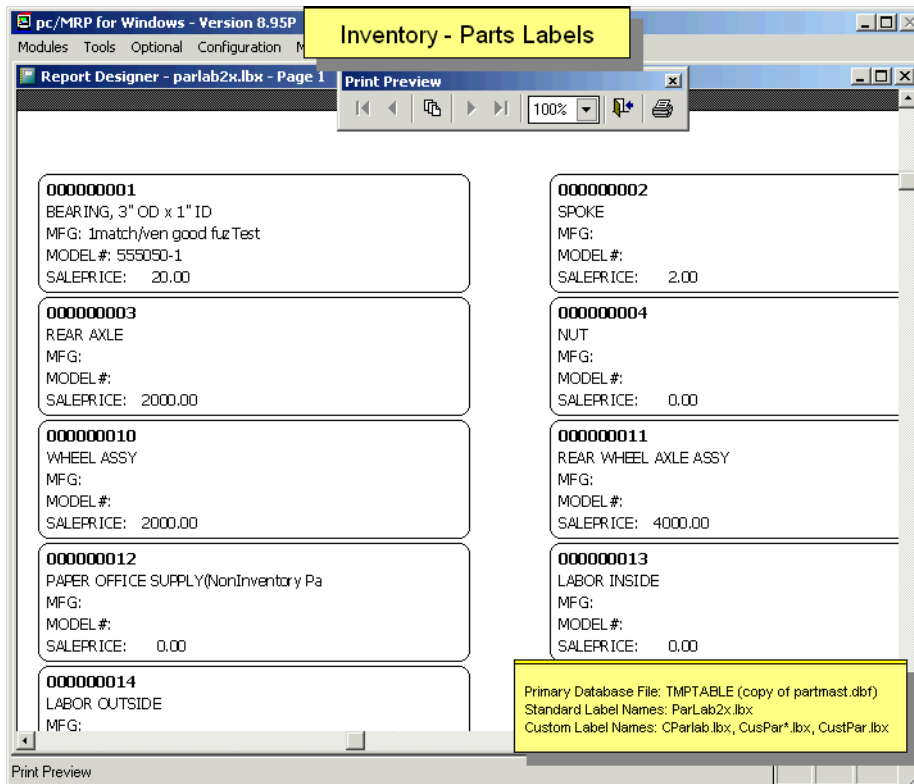 pc/MRP for Windows - Version 8.95P
Inventory - Parts Labels
Modules Tools Optional Configuration M
Report Designer - parlab2x.lbx - Page 1
Print Preview
100%
000000001
BEARING, 3" OD x 1" ID
MFG: 1match/ven good fuzTest
MODEL#: 555050-1
SALEPRICE: 20.00
000000002
SPOKE
MFG:
MODEL#:
SALEPRICE: 2.00
000000003
REAR AXLE
MFG:
MODEL#:
SALEPRICE: 2000.00
000000004
NUT
MFG:
MODEL#:
SALEPRICE: 0.00
000000010
WHEEL ASSY
MFG:
MODEL#:
SALEPRICE: 2000.00
000000011
REAR WHEEL AXLE ASSY
MFG:
MODEL#:
SALEPRICE: 4000.00
000000012
PAPER OFFICE SUPPLY(NonInventory Pa
MFG:
MODEL#:
SALEPRICE: 0.00
000000013
LABOR INSIDE
MFG:
MODEL#:
SALEPRICE: 0.00
000000014
LABOR OUTSIDE
MFG:
Primary Database File: TMPTABLE (copy of partmast.dbf)
Standard Label Names: ParLab2x.lbx
Custom Label Names: CParlab.lbx, CusPar*.lbx, CustPar.lbx
Print Preview